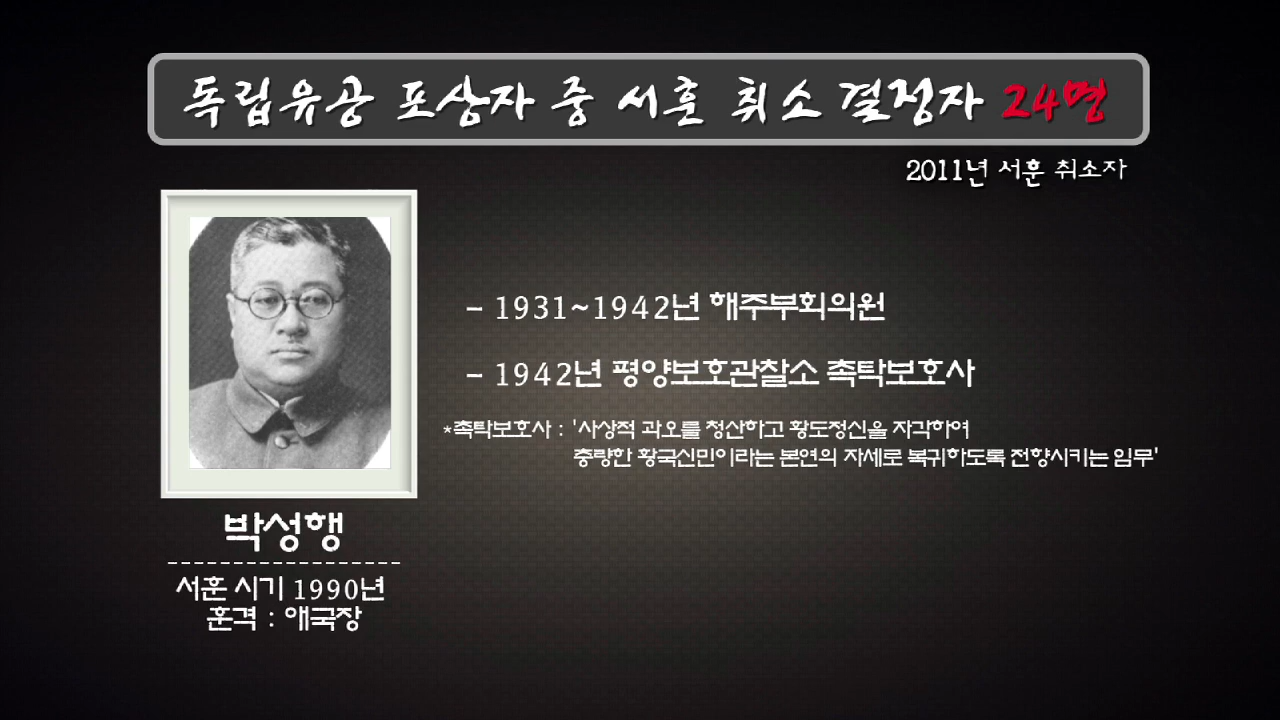 독립유공 포상자 중 서훈 취소 결정자 24명
2011년 서훈 취소자
- 1931~1942년 해주부회의원
- 1942년 평양보호관찰소 촉탁보호사
*촉탁보호사 : '사상적 과오를 청산하고 황도정신을 자각하여
충량한 황국신민이라는 본연의 자세로 복귀하도록 전향시키는 임무'
박성행
서훈 시기 1990년
훈격 : 애국장